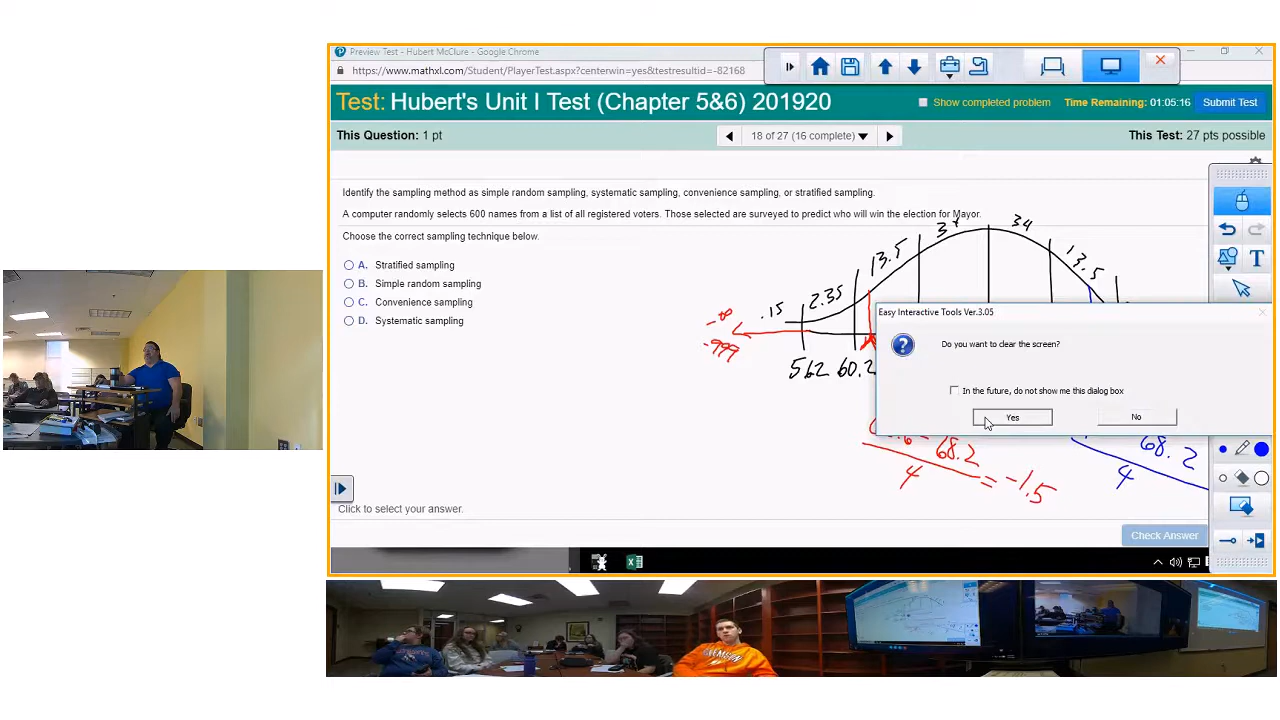 Preview Test - Hubert McClure - Google Chrome
https://www.mathxl.com/Student/PlayerTest.aspx?centerwin=yes&testresultid=-82168
Test: Hubert's Unit I Test (Chapter 5&6) 201920
Show completed problem
Time Remaining: 01:05:16
Submit Test
This Question: 1 pt
18 of 27 (16 complete)
This Test: 27 pts possible
Identify the sampling method as simple random sampling, systematic sampling, convenience sampling, or stratified sampling.
A computer randomly selects 600 names from a list of all registered voters. Those selected are surveyed to predict who will win the election for Mayor.
Choose the correct sampling technique below.
A. Stratified sampling
B. Simple random sampling
C. Convenience sampling
D. Systematic sampling
34
13.5
13.5
2.35
.15
-∞
-999
562 60.2
Easy Interactive Tools Ver.3.05
Do you want to clear the screen?
In the future, do not show me this dialog box
Yes
No
68.2
4
= -1.5
68.2
4
T
Click to select your answer.
Check Answer
CLEMSON